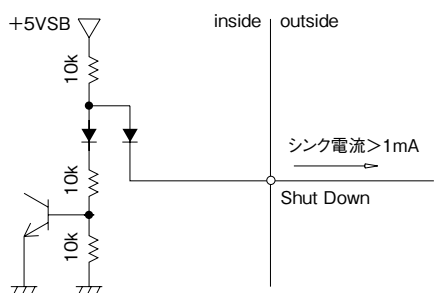 +5VSB
inside
outside
10k
シンク電流>1mA
10k
Shut Down
10k